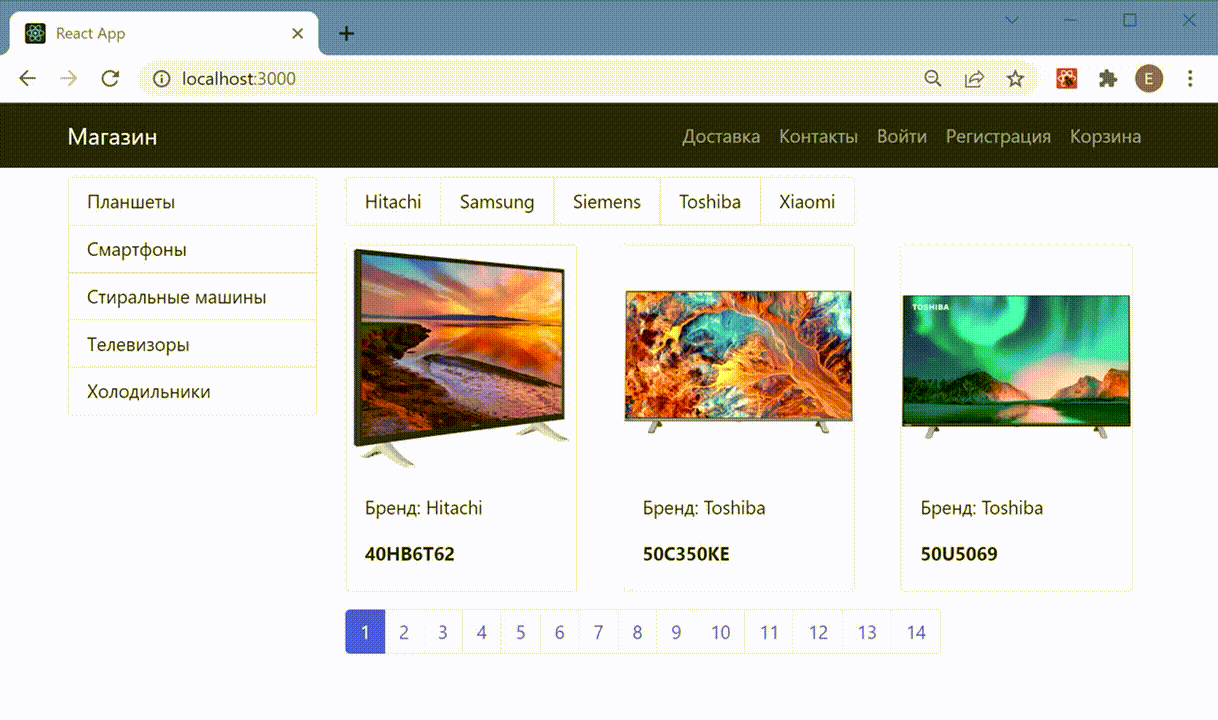 React App
localhost:3000
E
Магазин
Доставка Контакты Войти Регистрация Корзина
Планшеты
Смартфоны
Стиральные машины
Телевизоры
Холодильники
Hitachi Samsung Siemens Toshiba Xiaomi
TOSHIBA
Бренд: Hitachi
40HB6T62
Бренд: Toshiba
50C350KE
Бренд: Toshiba
50U5069
1 2 3 4 5 6 7 8 9 10 11 12 13 14